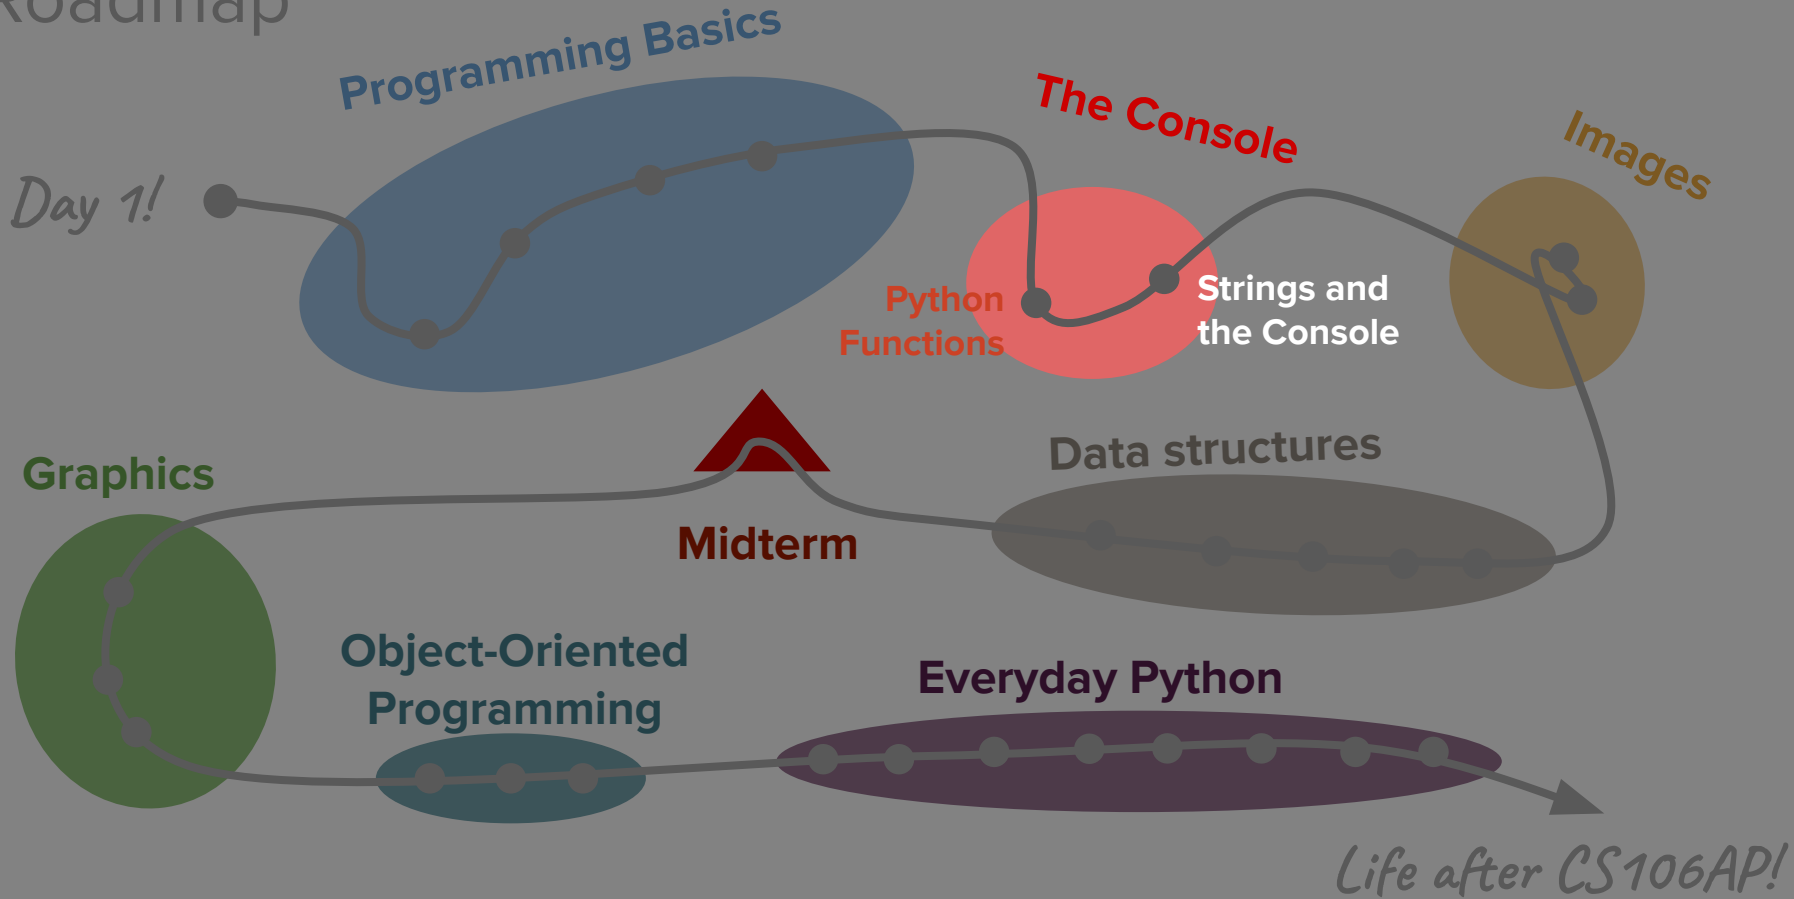 Roadmap
Programming Basics
The Console
Images
Day 1!
Python
Functions
Strings and
the Console
Data structures
Graphics
Midterm
Object-Oriented
Programming
Everyday Python
Life after CS106AP!